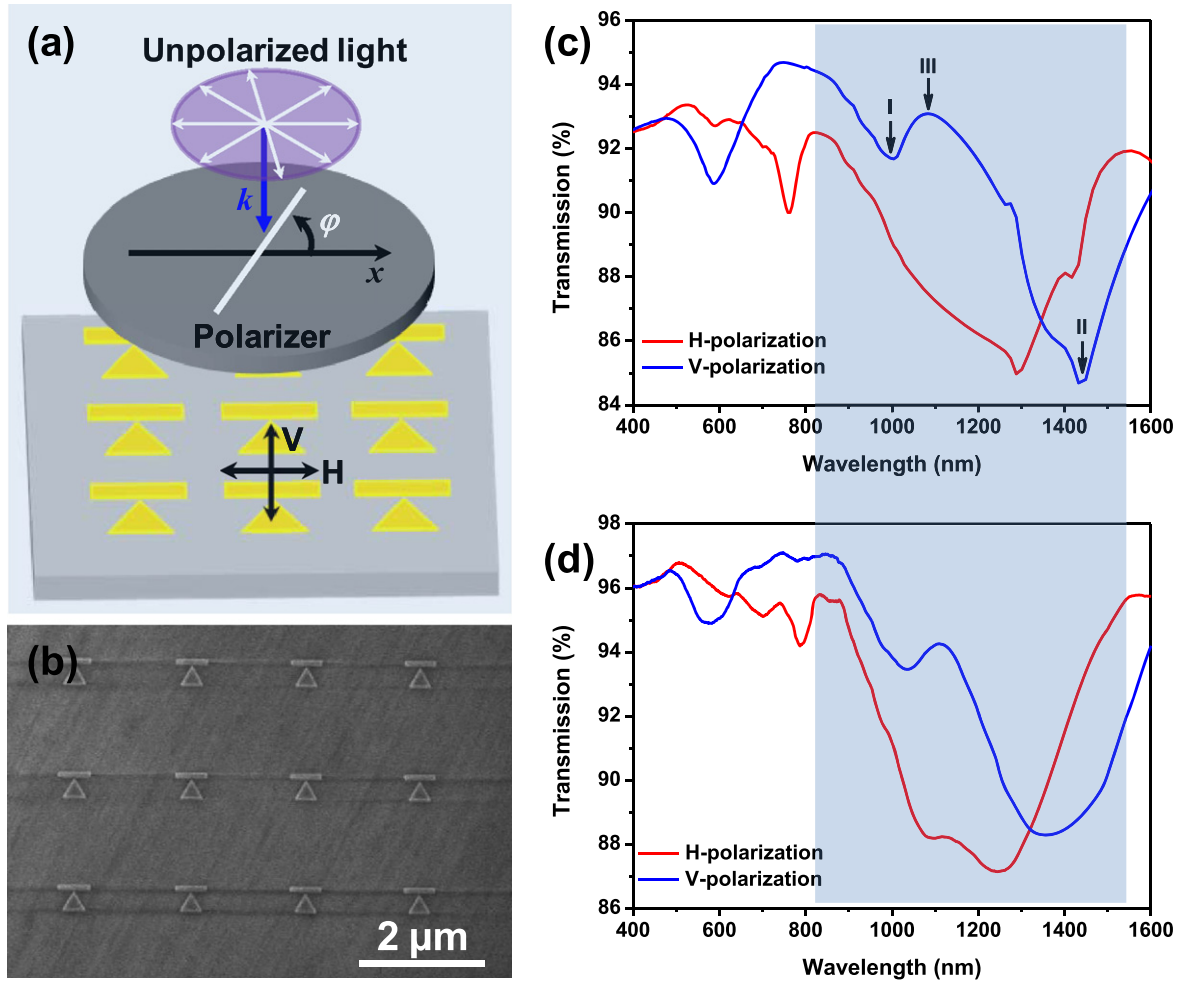 (a)
Unpolarized light
k
φ
x
Polarizer
V
H
(b)
2 μm
(c)
96
94
92
90
88
86
84
Transmission (%)
I
III
II
H-polarization
V-polarization
400 600 800 1000 1200 1400 1600
Wavelength (nm)
(d)
98
96
94
92
90
88
86
Transmission (%)
H-polarization
V-polarization
400 600 800 1000 1200 1400 1600
Wavelength (nm)